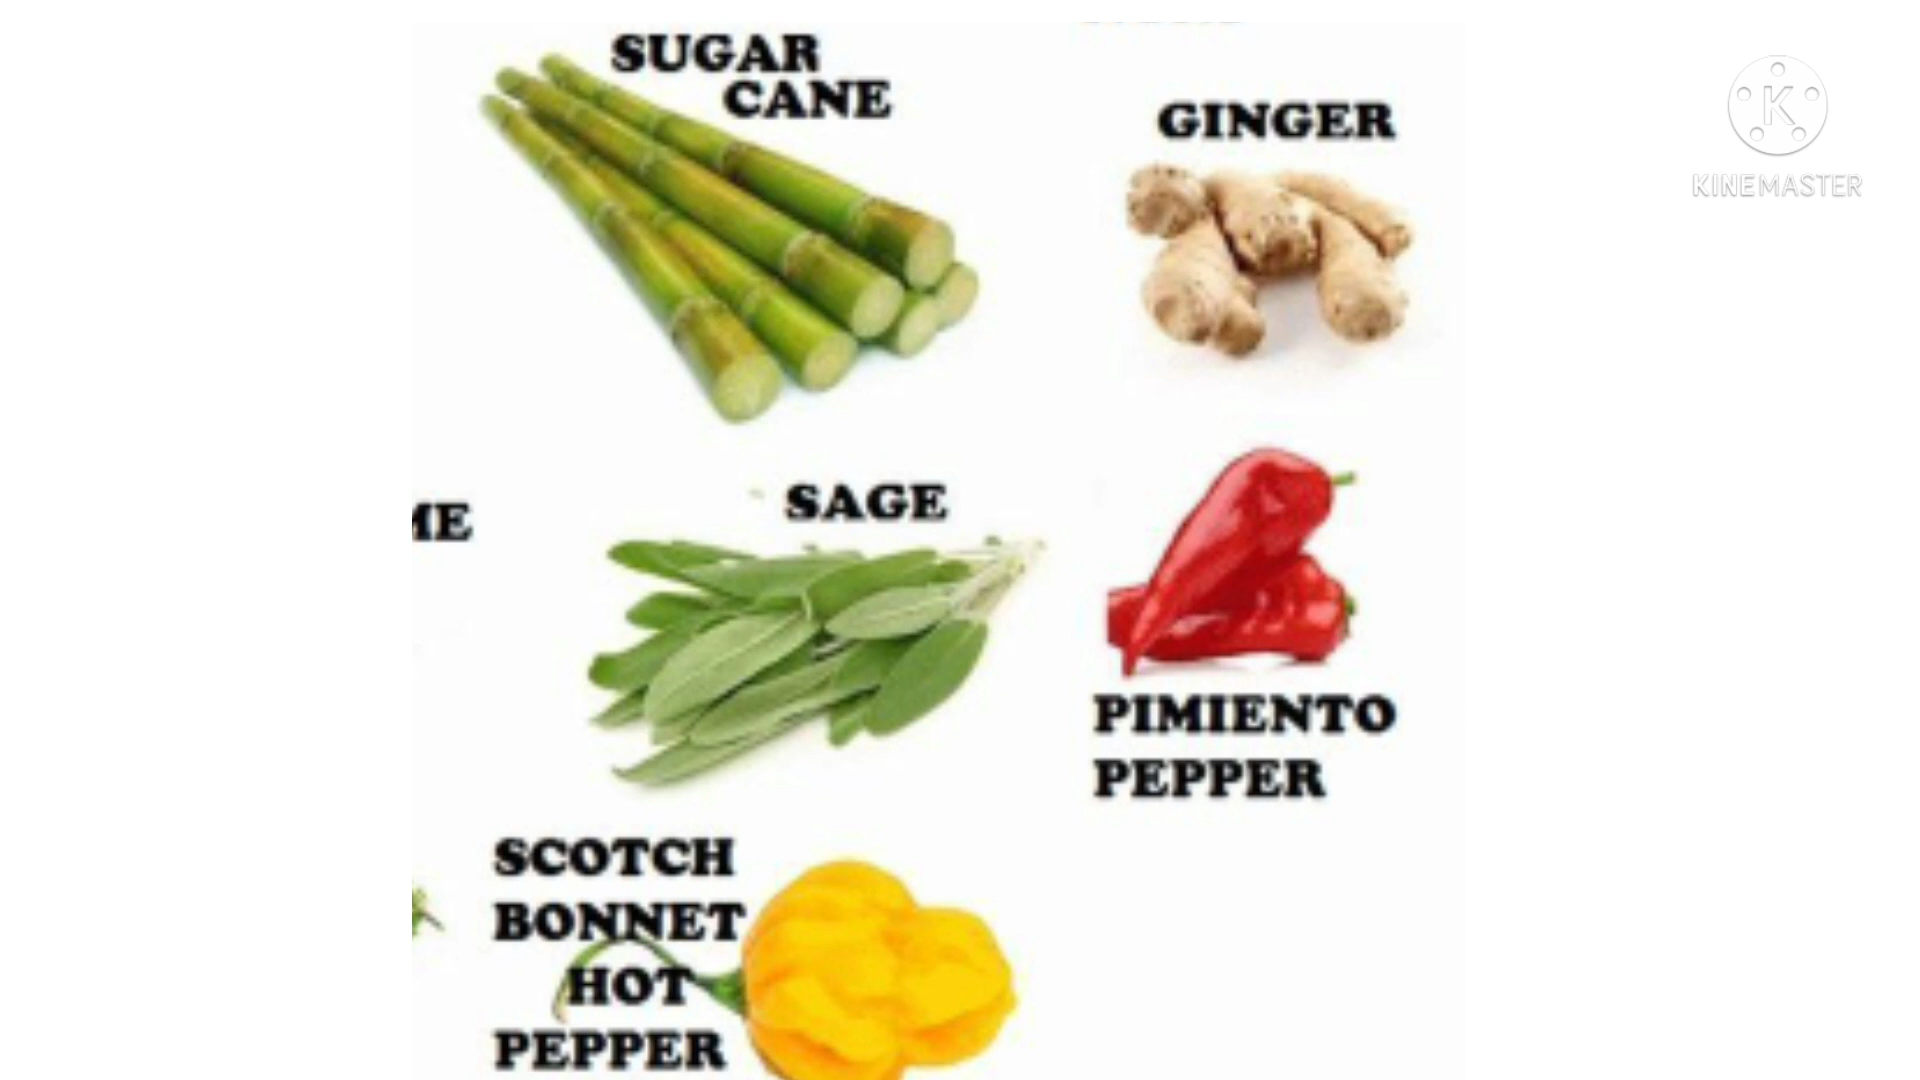 SUGAR
CANE
GINGER
K
KINEMASTER
SAGE
PIMIENTO
PEPPER
SCOTCH
BONNET
HOT
PEPPER